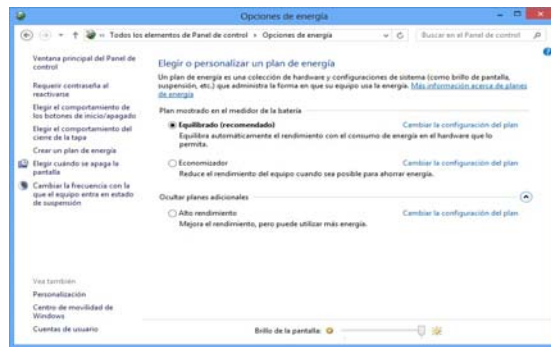 Opciones de energía
« Todos los elementos de Panel de control › Opciones de energía
Buscar en el Panel de control
Ventana principal del Panel de
control
Requerir contraseña al
reactivarse
Elegir el comportamiento de
los botones de inicio/apagado
Elegir el comportamiento del
cierre de la tapa
Crear un plan de energía
Elegir cuándo se apaga la
pantalla
Cambiar la frecuencia con la
que el equipo entra en estado
de suspensión
Elegir o personalizar un plan de energía
Un plan de energía es una colección de hardware y configuraciones de sistema (como brillo de pantalla,
suspensión, etc.) que administra la forma en que su equipo usa la energía. Más información acerca de planes
de energía
Plan mostrado en el medidor de la batería
Equilibrado (recomendado) Cambiar la configuración del plan
Equilibra automáticamente el rendimiento con el consumo de energía en el hardware que lo
permita.
Economizador Cambiar la configuración del plan
Reduce el rendimiento del equipo cuando sea posible para ahorrar energía.
Ocultar planes adicionales
Alto rendimiento Cambiar la configuración del plan
Mejora el rendimiento, pero puede utilizar más energía.
Vea también
Personalización
Centro de movilidad de
Windows
Cuentas de usuario
Brillo de la pantalla: